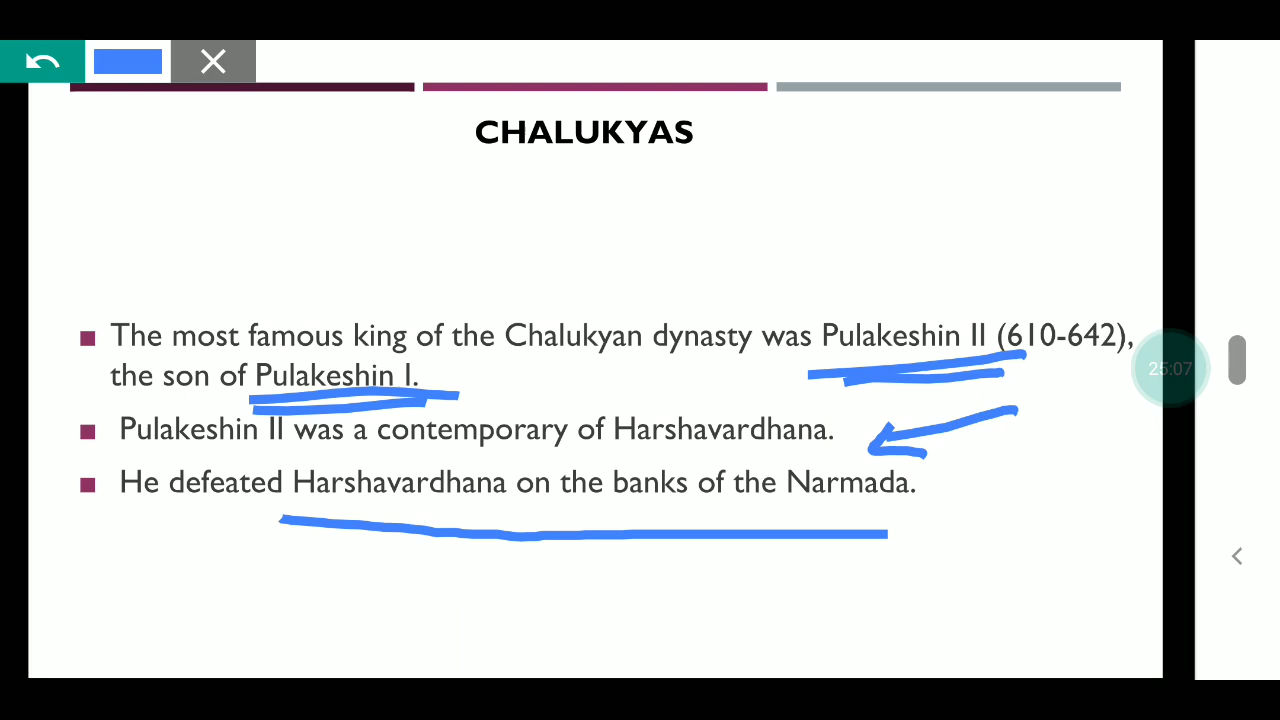 CHALUKYAS
■ The most famous king of the Chalukyan dynasty was Pulakeshin II (610-642),
the son of Pulakeshin I.
■ Pulakeshin II was a contemporary of Harshavardhana.
■ He defeated Harshavardhana on the banks of the Narmada.
25:07